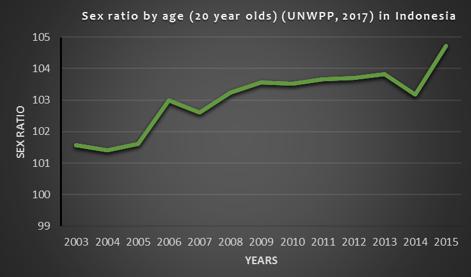 Sex ratio by age (20 year olds) (UNWPP, 2017) in Indonesia
105
104
103
102
101
100
99
SEX RATIO
2003 2004 2005 2006 2007 2008 2009 2010 2011 2012 2013 2014 2015
YEARS